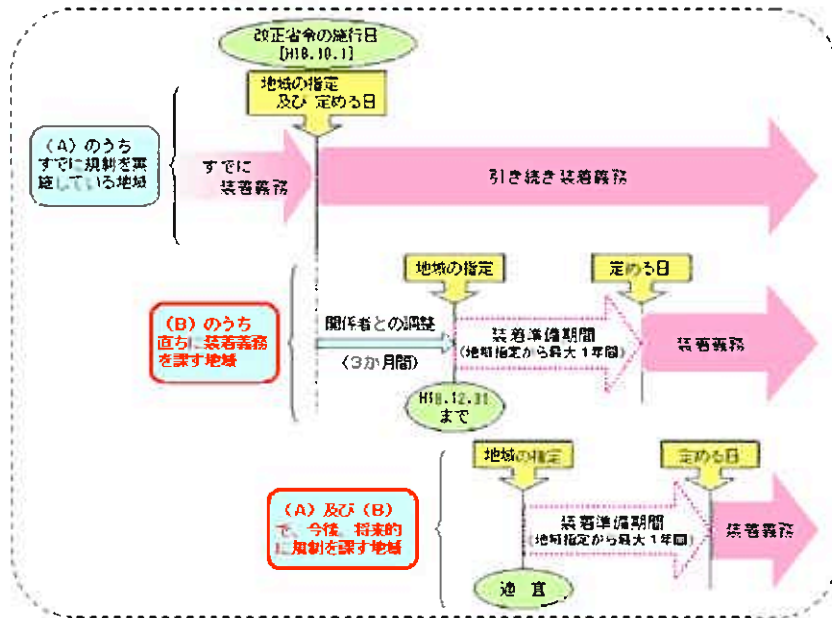 改正省令の施行日
[H18.10.1]
地域の指定
及び 定める日
(A)のうち
すでに規制を実
施している地域
すでに
装着義務
引き続き装着義務
地域の指定
定める日
(B)のうち
直ちに装着義務
を課す地域
関係者との調整
(3か月間)
装着準備期間
(地域指定から最大1年間)
装着義務
H18.12.31
まで
地域の指定
定める日
(A)及び(B)
で、今後、将来的
に規制を課す地域
装着準備期間
(地域指定から最大1年間)
装着義務
適 宜